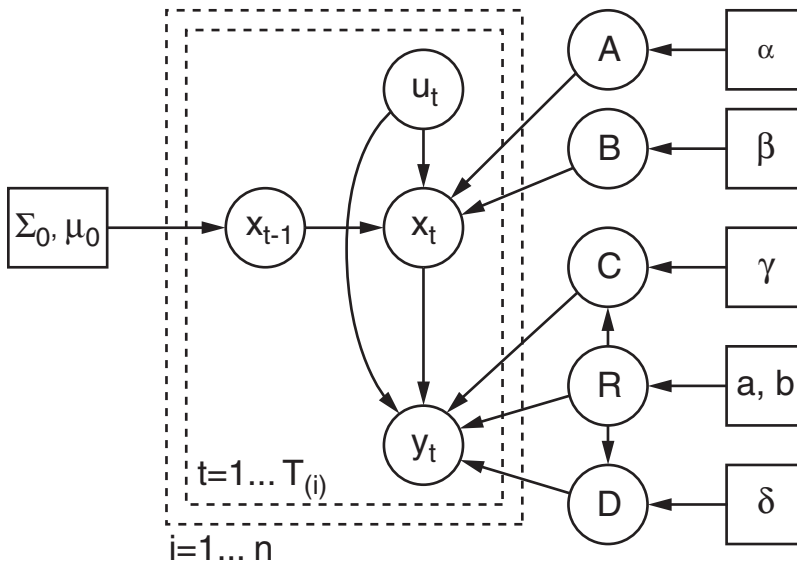 A
α
u_t
B
β
Σ_0, μ_0
x_{t-1}
x_t
C
γ
R
a, b
y_t
t=1... T_{(i)}
D
δ
i=1... n